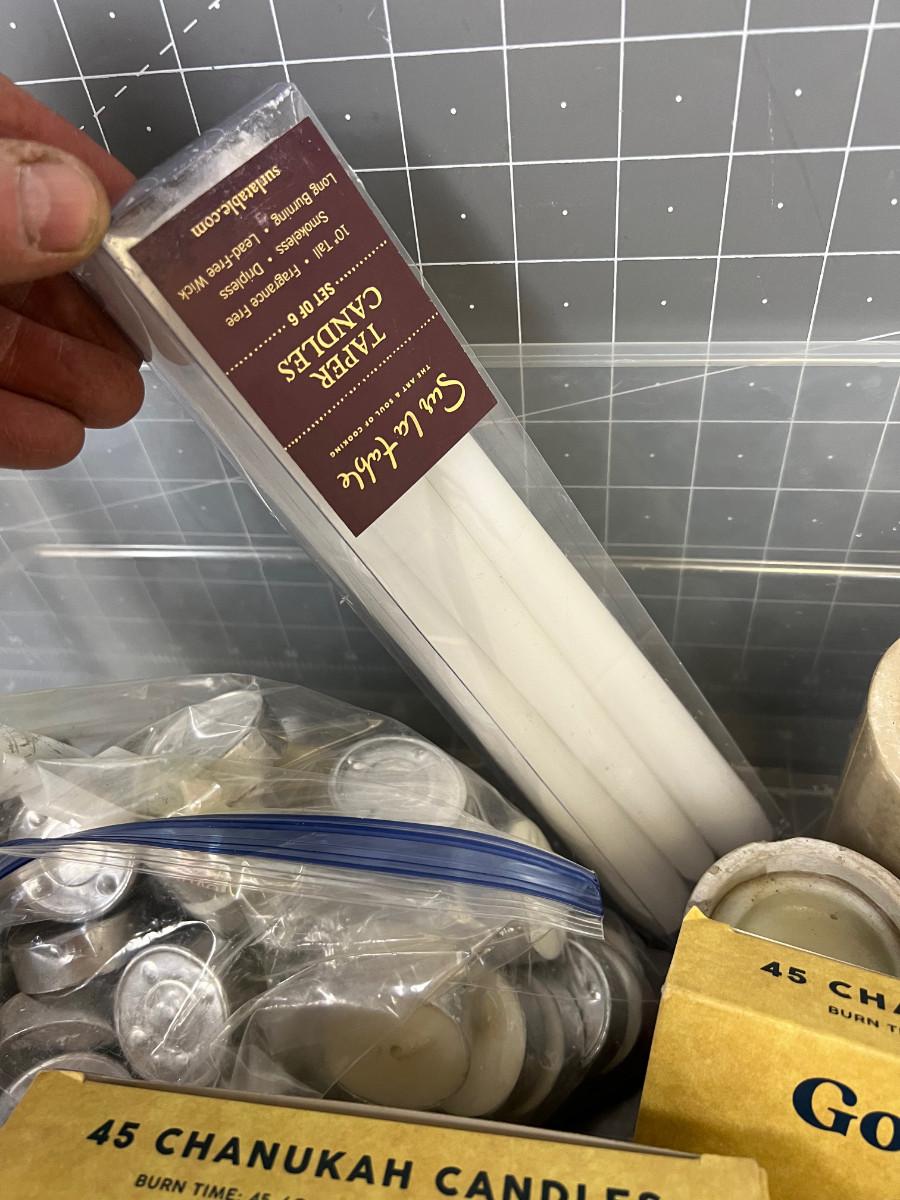 Sur la table
THE ART & SOUL OF COOKING
TAPER
CANDLES
SET OF 6
10" Tall • Fragrance Free
Smokeless • Dripless
Long Burning • Lead-Free Wick
surlatable.com
45 CHA
BURN T
Go
45 CHANUKAH CANDLES
BURN TIME: 45